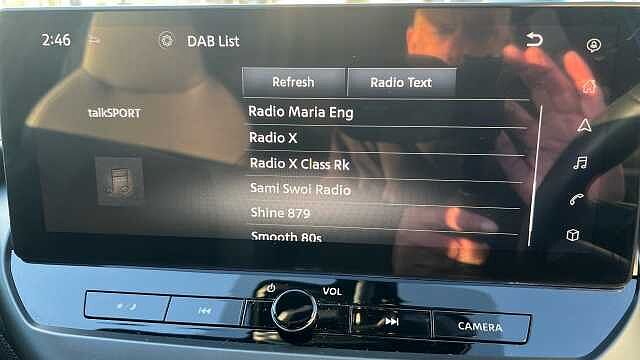 2:46
DAB List
Refresh
Radio Text
talkSPORT
Radio Maria Eng
Radio X
Radio X Class Rk
Sami Swoi Radio
Shine 879
Smooth 80s
VOL
CAMERA